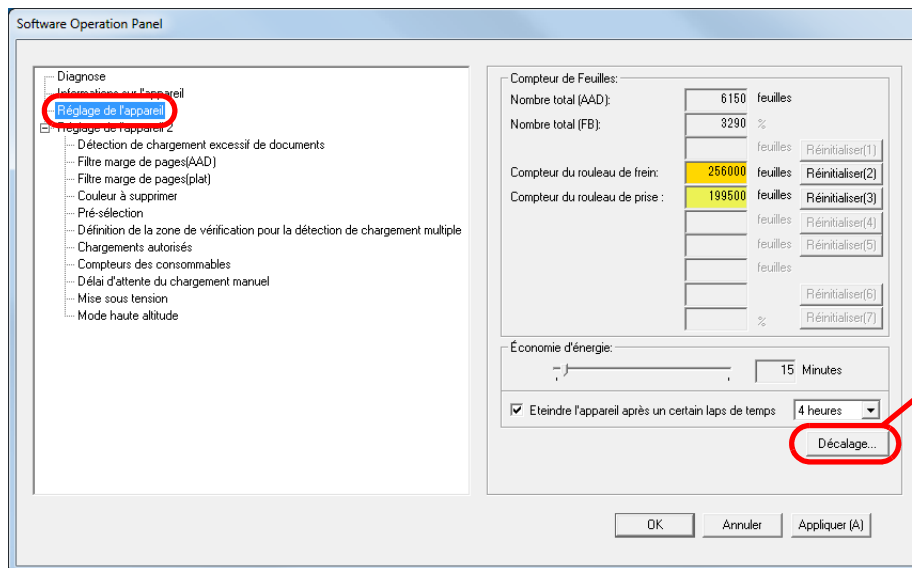 Software Operation Panel
Diagnose
Informations sur l'appareil
Réglage de l'appareil
Réglage de l'appareil 2
Détection de chargement excessif de documents
Filtre marge de pages(AAD)
Filtre marge de pages(plat)
Couleur à supprimer
Pré-sélection
Définition de la zone de vérification pour la détection de chargement multiple
Chargements autorisés
Compteurs des consommables
Délai d'attente du chargement manuel
Mise sous tension
Mode haute altitude
Compteur de Feuilles:
Nombre total (AAD): 6150 feuilles
Nombre total (FB): 3290 %
feuilles Réinitialiser(1)
Compteur du rouleau de frein: 256000 feuilles Réinitialiser(2)
Compteur du rouleau de prise : 199500 feuilles Réinitialiser(3)
feuilles Réinitialiser(4)
feuilles Réinitialiser(5)
feuilles
Réinitialiser(6)
% Réinitialiser(7)
Économie d'énergie:
15 Minutes
Eteindre l'appareil après un certain laps de temps 4 heures
Décalage...
OK Annuler Appliquer (A)